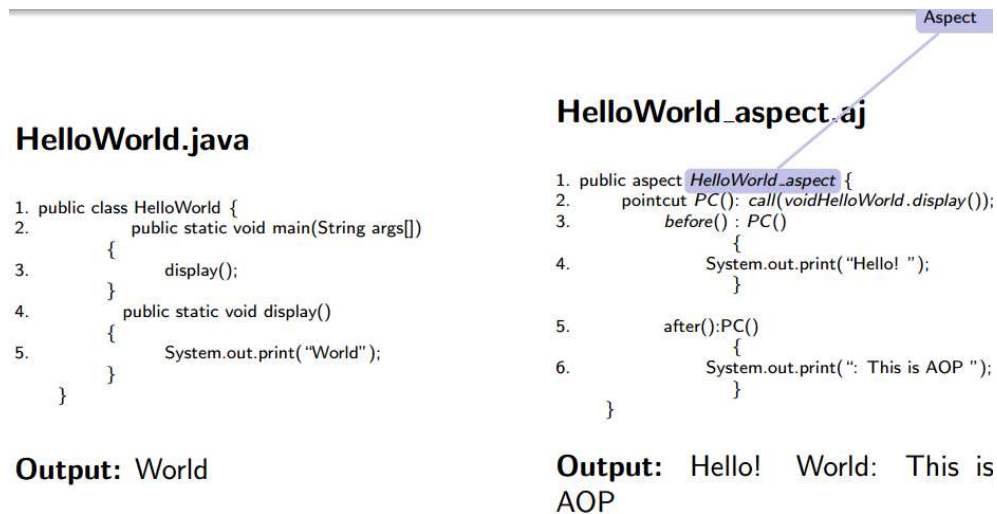 Aspect
HelloWorld.java
1. public class HelloWorld {
2. public static void main(String args[])
{
3. display();
}
4. public static void display()
{
5. System.out.print(“World”);
}
}
Output: World
HelloWorld_aspect.aj
1. public aspect HelloWorld_aspect {
2. pointcut PC(): call(voidHelloWorld.display());
3. before() : PC()
{
4. System.out.print(“Hello! ”);
}
5. after():PC()
{
6. System.out.print(“: This is AOP ”);
}
}
Output: Hello! World: This is
AOP